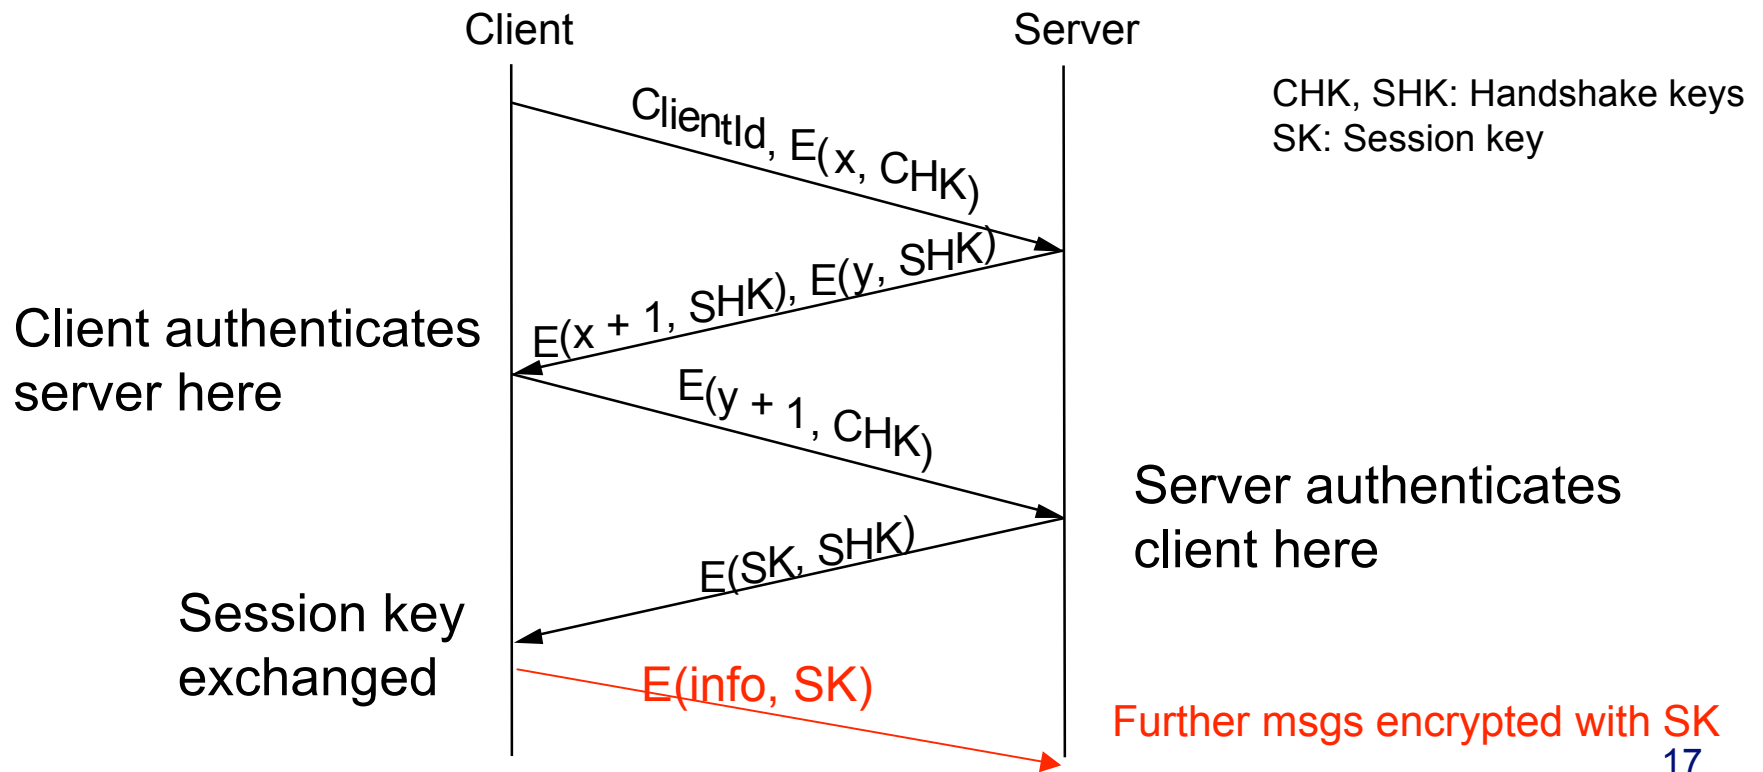 Client
Server
CHK, SHK: Handshake keys
SK: Session key
ClientId, E(x, CHK)
E(x + 1, SHK), E(y, SHK)
Client authenticates
server here
E(y + 1, CHK)
Server authenticates
client here
E(SK, SHK)
Session key
exchanged
E(info, SK)
Further msgs encrypted with SK
17